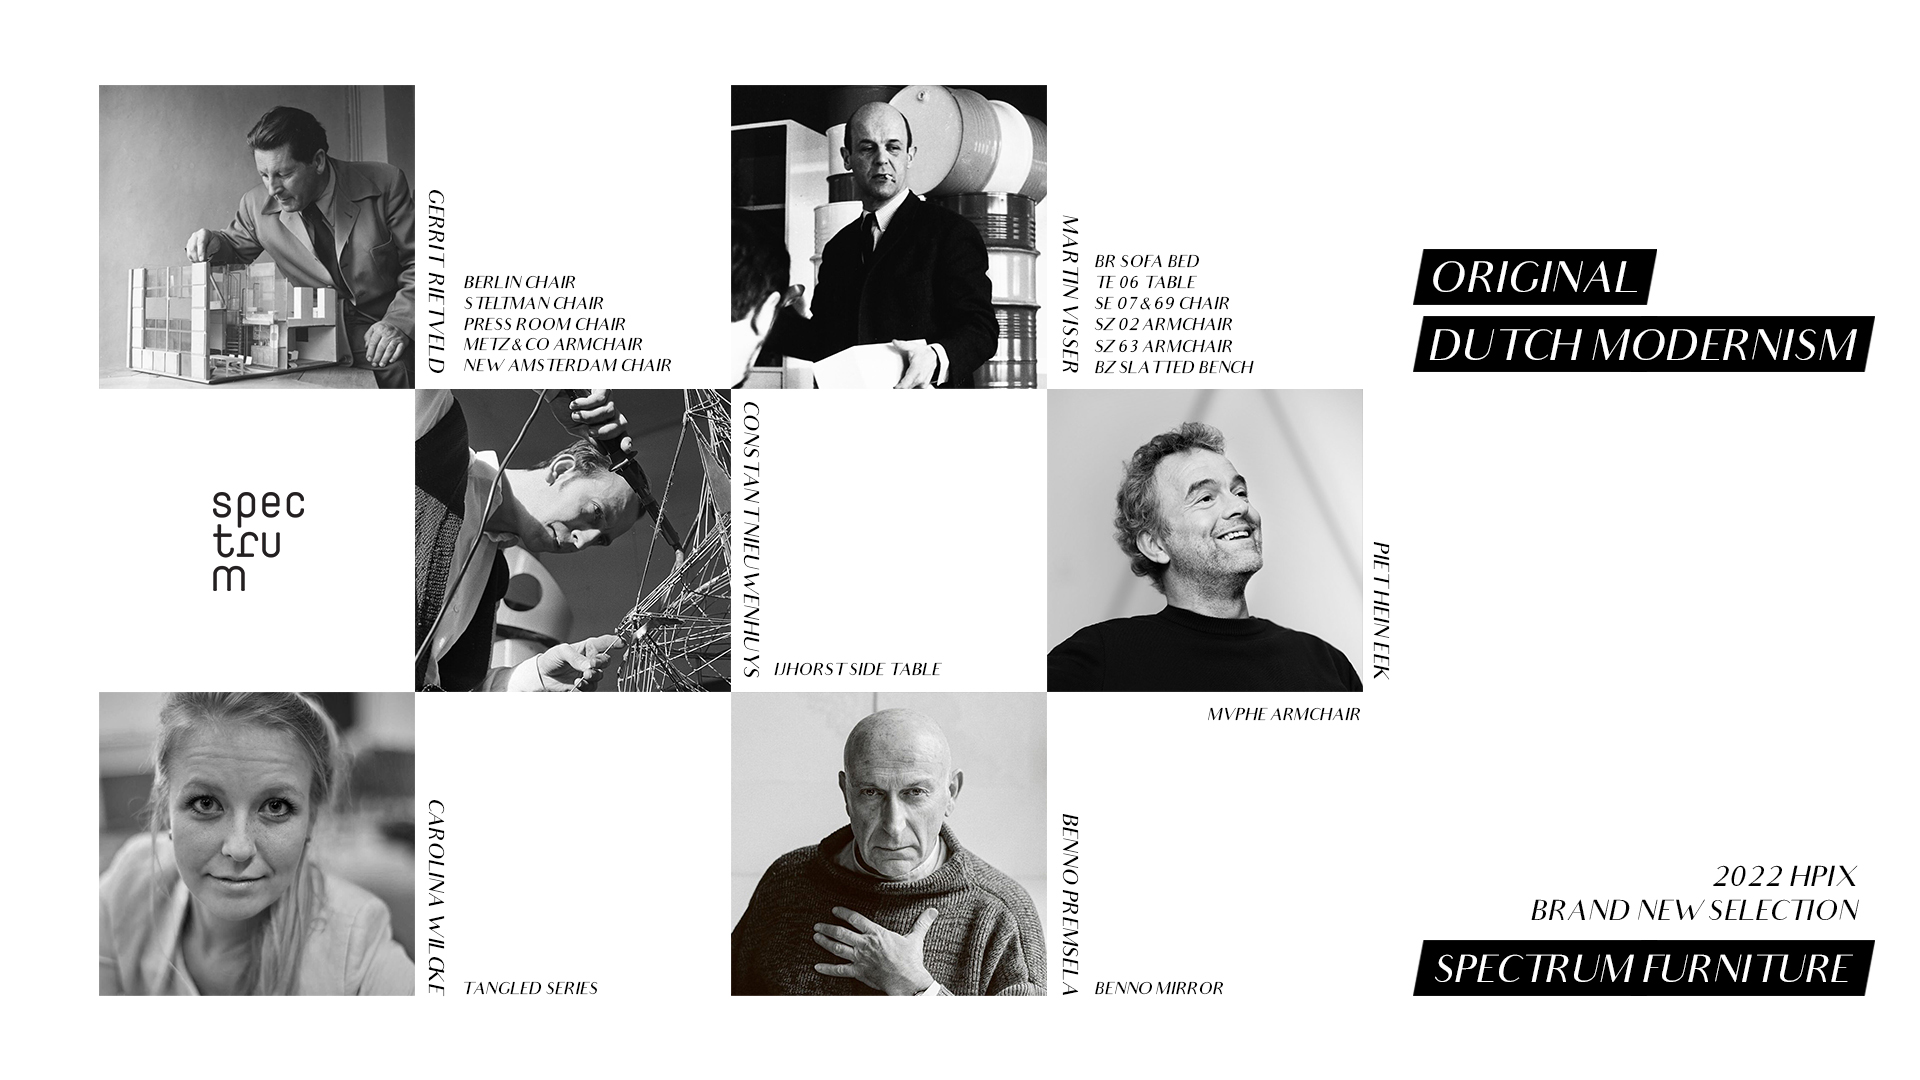 GERRIT RIETVELD
BERLIN CHAIR
STELTMAN CHAIR
PRESS ROOM CHAIR
METZ & CO ARMCHAIR
NEW AMSTERDAM CHAIR
MARTIN VISSER
BR SOFA BED
TE 06 TABLE
SE 07 & 69 CHAIR
SZ 02 ARMCHAIR
SZ 63 ARMCHAIR
BZ SLATTED BENCH
ORIGINAL
DUTCH MODERNISM
spec
tru
m
CONSTANT NIEUWENHUYS
IJHORST SIDE TABLE
PIET HEIN EEK
MVPHE ARMCHAIR
CAROLINA WILCKE
TANGLED SERIES
BENNO PREMSELA
BENNO MIRROR
2022 HPIX
BRAND NEW SELECTION
SPECTRUM FURNITURE